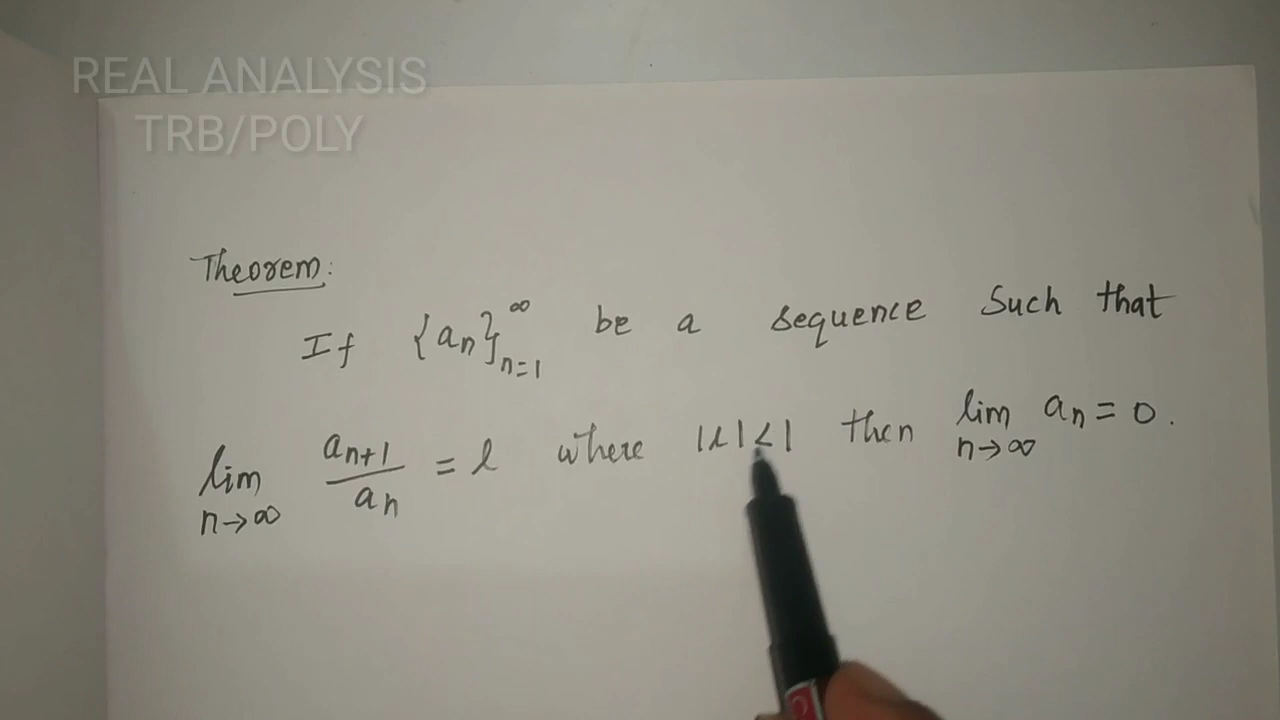 REAL ANALYSIS
TRB/POLY
Theorem:
If {aₙ}ₙ₌₁^∞ be a sequence Such that
lim n→∞ aₙ₊₁/aₙ = l where |l|<| then lim n→∞ aₙ = 0.